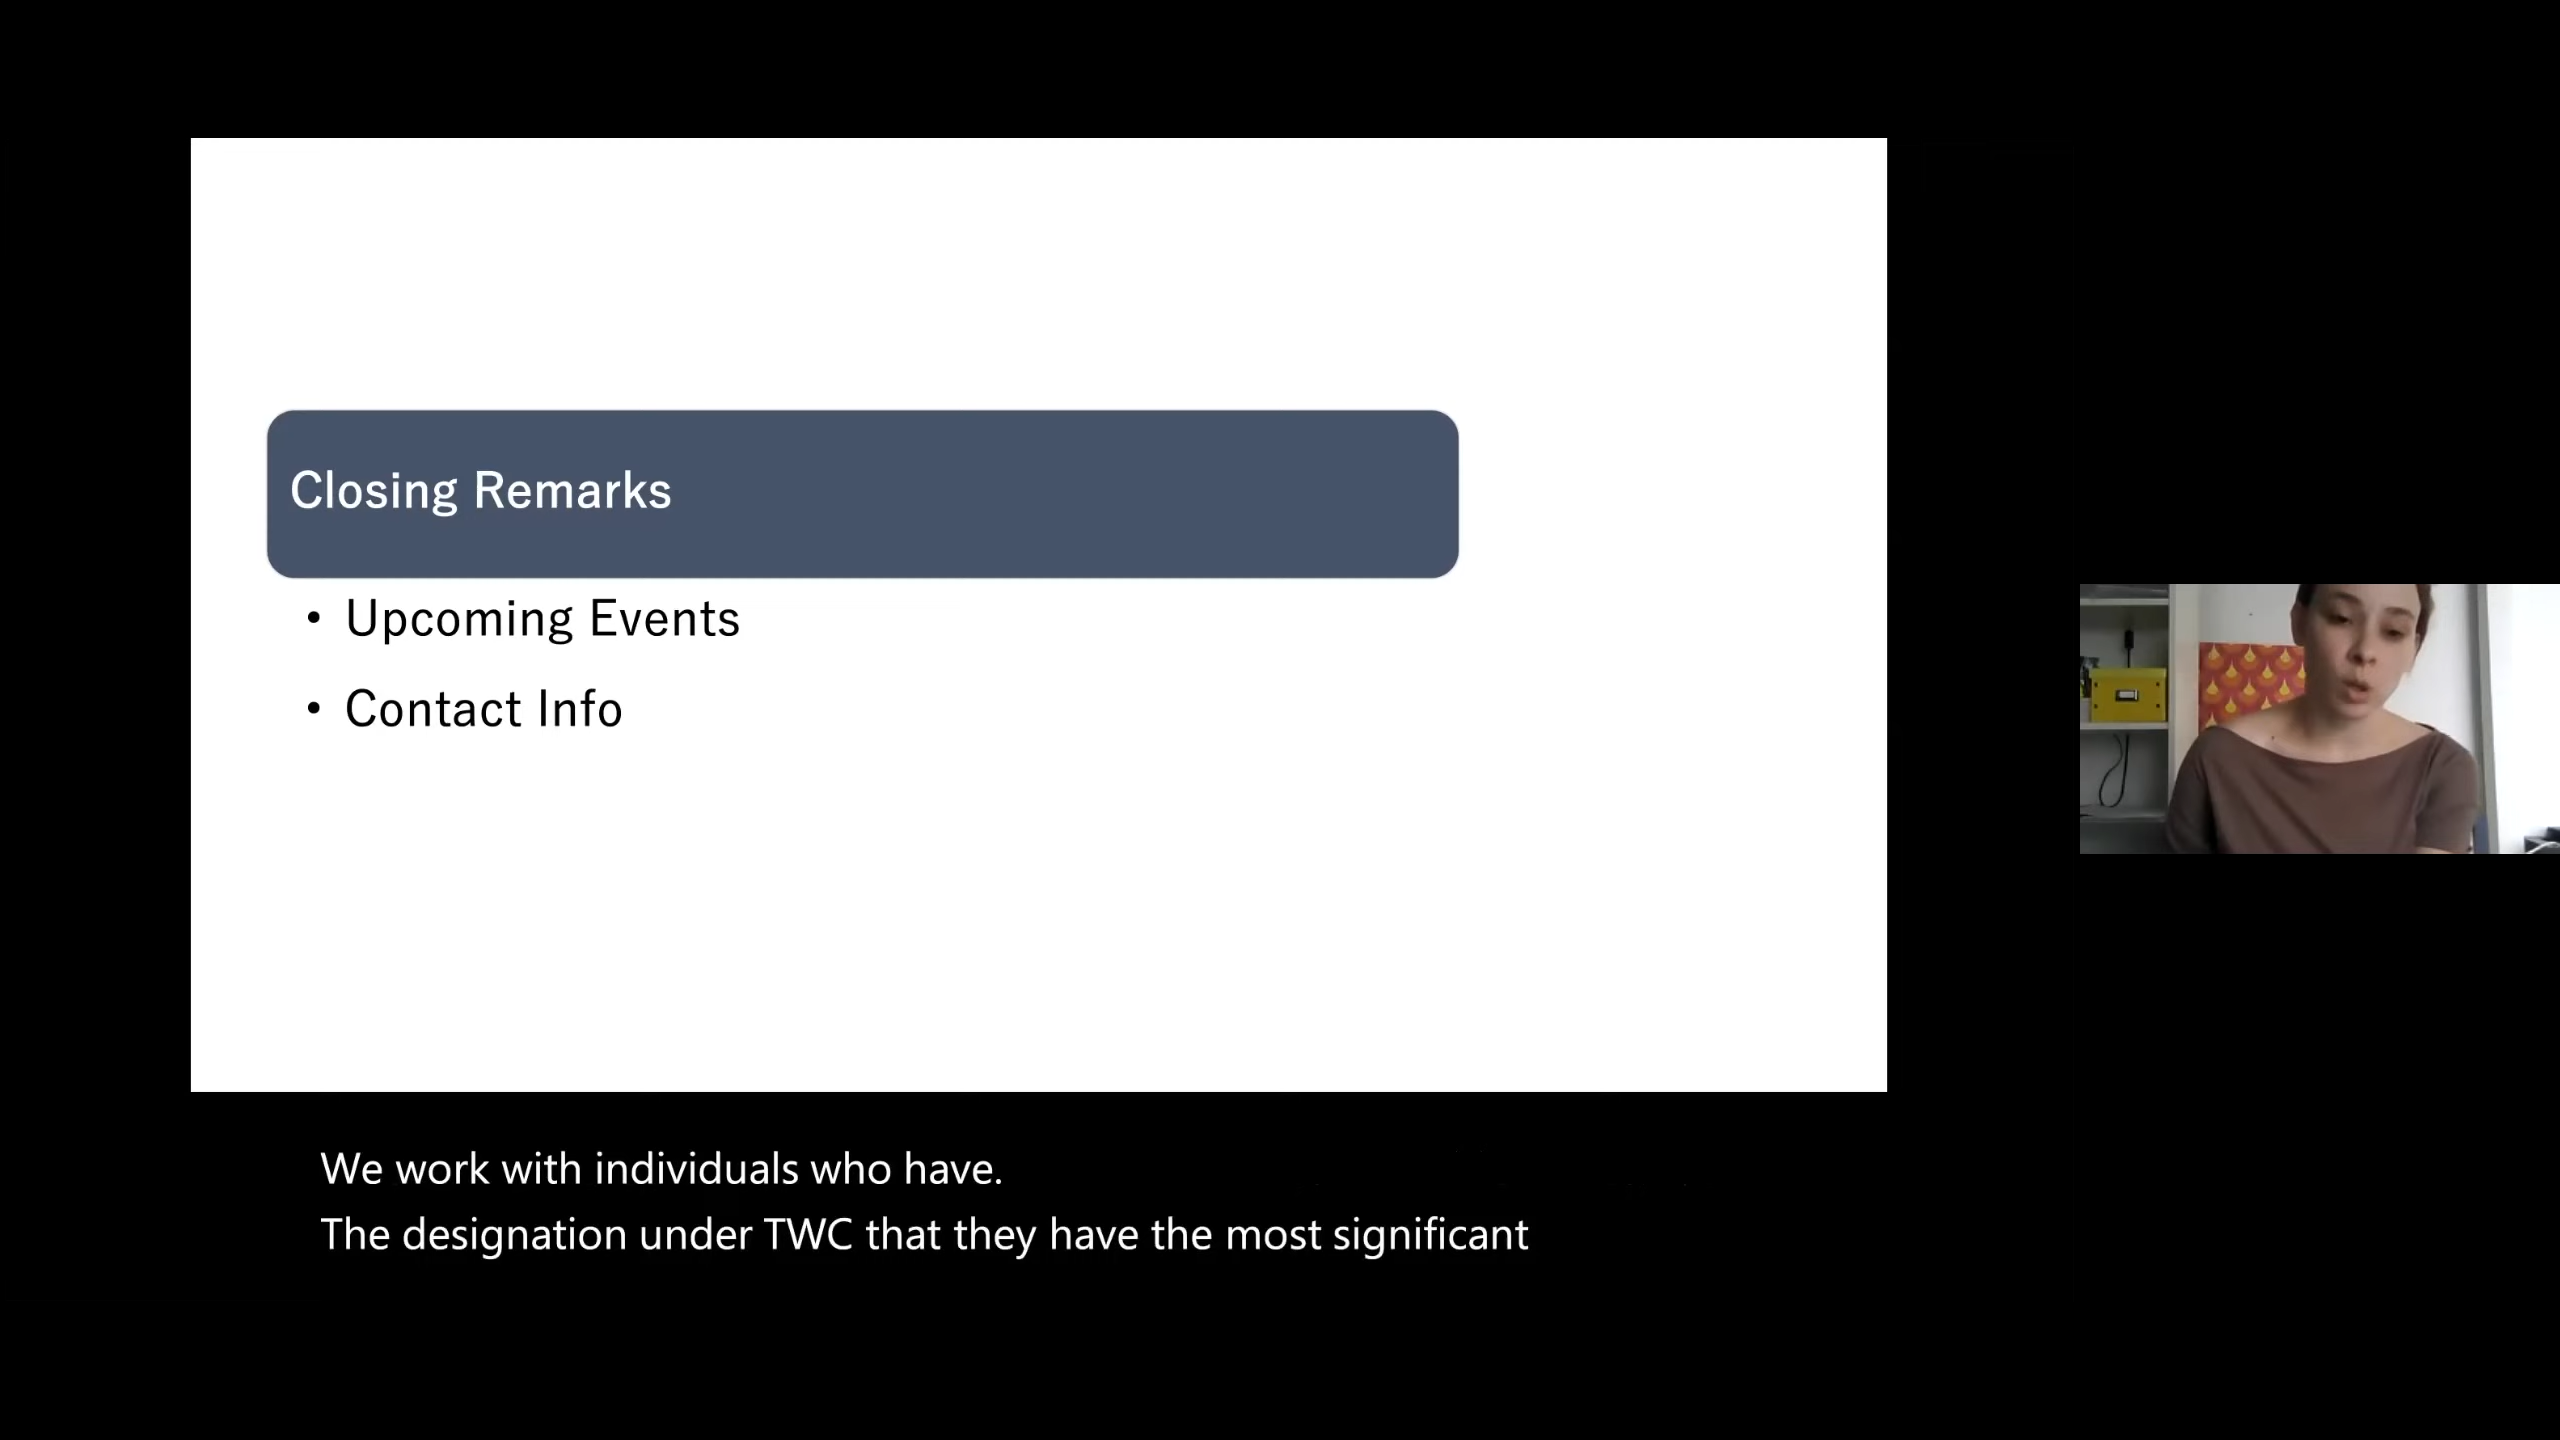 Closing Remarks
• Upcoming Events
• Contact Info
We work with individuals who have.
The designation under TWC that they have the most significant